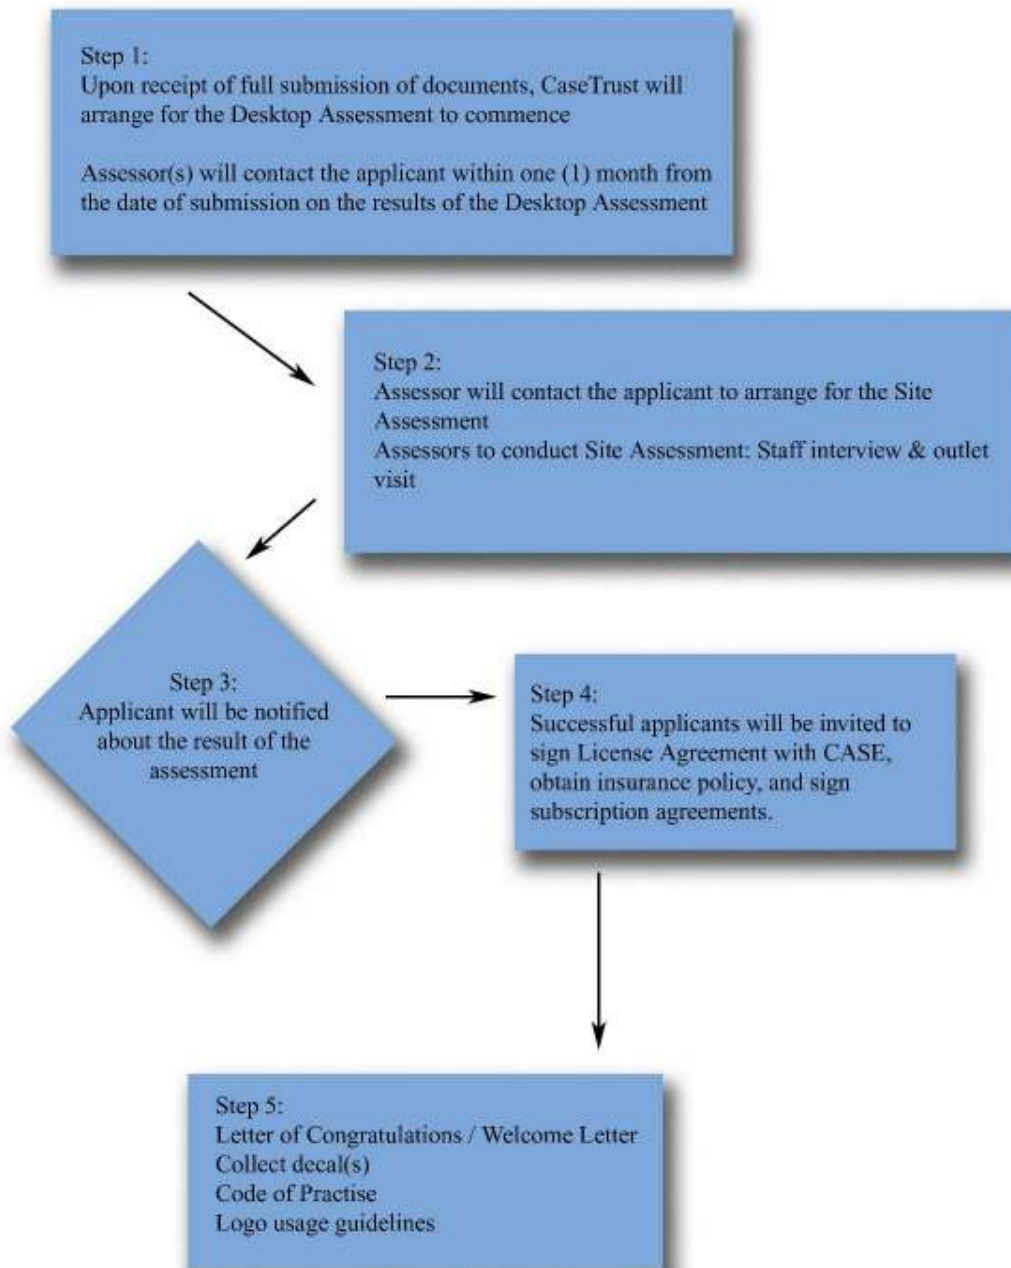 Step 1:
Upon receipt of full submission of documents, CaseTrust will
arrange for the Desktop Assessment to commence
Assessor(s) will contact the applicant within one (1) month from
the date of submission on the results of the Desktop Assessment
Step 2:
Assessor will contact the applicant to arrange for the Site
Assessment
Assessors to conduct Site Assessment: Staff interview & outlet
visit
Step 3:
Applicant will be notified
about the result of the
assessment
Step 4:
Successful applicants will be invited to
sign License Agreement with CASE,
obtain insurance policy, and sign
subscription agreements.
Step 5:
Letter of Congratulations / Welcome Letter
Collect decal(s)
Code of Practise
Logo usage guidelines